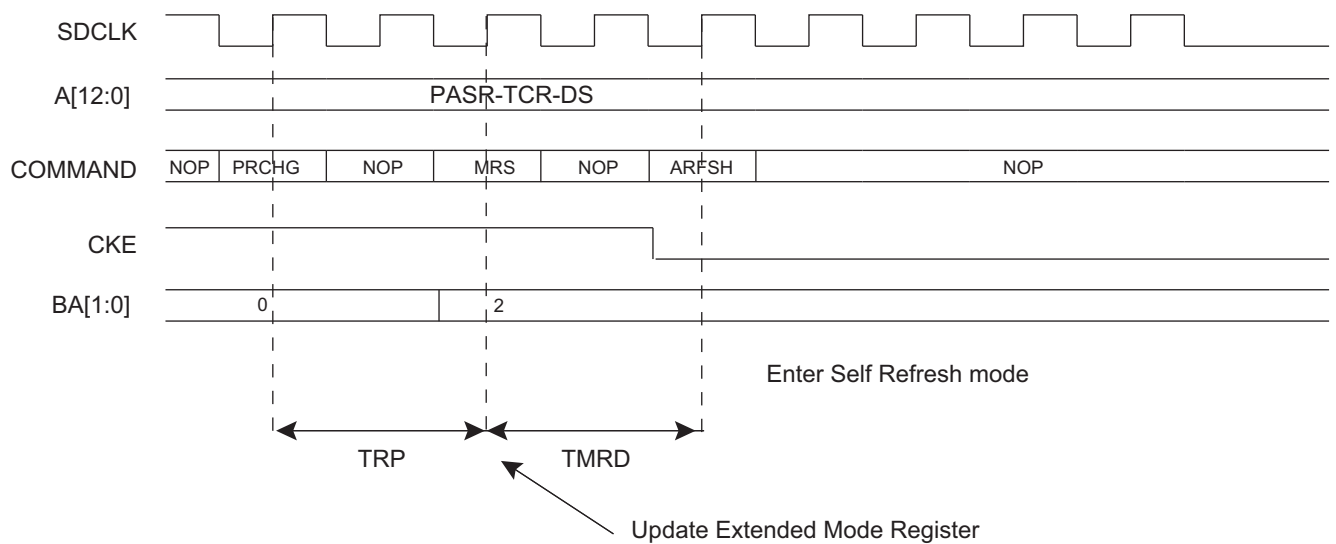 SDCLK
A[12:0] PASR-TCR-DS
COMMAND NOP PRCHG NOP MRS NOP ARFSH NOP
CKE
BA[1:0] 0 2
Enter Self Refresh mode
TRP TMRD
Update Extended Mode Register